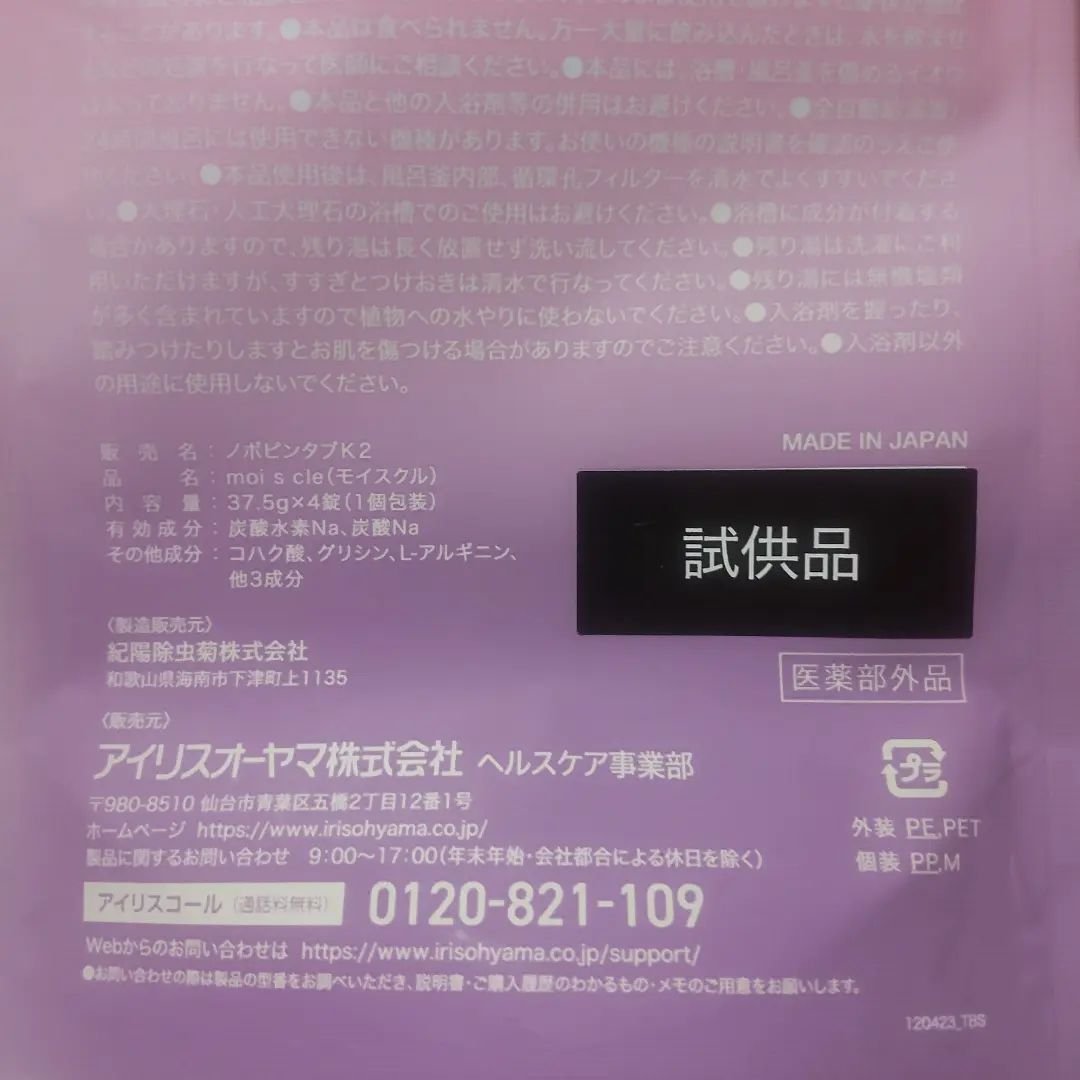 ことがあります。●本品は食べられません。万一大量に飲み込んだときは、水を飲ませ
を行なって医師にご相談ください。●本品には、浴槽・風呂釜を傷めるイオウ
は入っておりません。●本品と他の入浴剤等の併用はお避けください。●全自動給湯器、
24時間風呂には使用できない機種があります。お使いの機種の説明書を確認のうえご使
用ください。●本品使用後は、風呂釜内部、循環孔フィルターを清水でよくすすいでくださ
い。●大理石・人工大理石の浴槽でのご使用はお避けください。●浴槽に成分が付着する
場合がありますので、残り湯は長く放置せず洗い流してください。●残り湯は洗濯にご利
用いただけますが、すすぎとつけおきは清水で行なってください。●残り湯には無機塩類
が多く含まれていますので植物への水やりに使わないでください。●入浴剤を握ったり、
踏みつけたりしますとお肌を傷つける場合がありますのでご注意ください。●入浴剤以外
の用途に使用しないでください。
MADE IN JAPAN
販売名：ノボピンタブK2
品名：moi s cle（モイスクル）
内容量：37.5g×4錠（1個包装）
有効成分：炭酸水素Na、炭酸Na
その他成分：コハク酸、グリシン、L-アルギニン、
他3成分
試供品
〈製造販売元〉
紀陽除虫菊株式会社
和歌山県海南市下津町上1135
医薬部外品
〈販売元〉
アイリスオーヤマ株式会社 ヘルスケア事業部
〒980-8510 仙台市青葉区五橋2丁目12番1号
ホームページ https://www.irisohyama.co.jp/
製品に関するお問い合わせ 9:00～17:00（年末年始・会社都合による休日を除く）
プラ
外装 PE,PET
個装 PP,M
アイリスコール（通話料無料） 0120-821-109
Webからのお問い合わせは https://www.irisohyama.co.jp/support/
●お問い合わせの際は製品の型番をお調べいただき、説明書・ご購入履歴のわかるもの・メモのご用意をお願いします。
120423_TBS